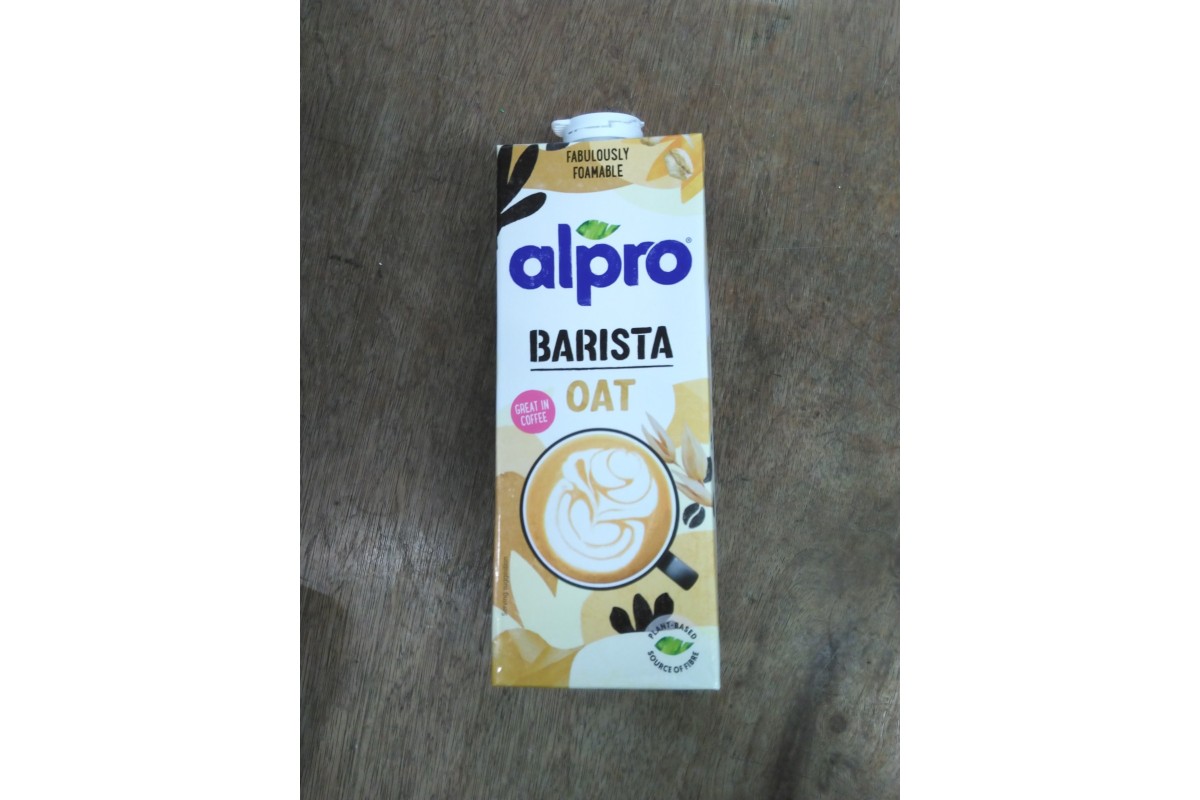 FABULOUSLY
FOAMABLE
alpro®
BARISTA
OAT
GREAT IN
COFFEE
PLANT-BASED
SOURCE OF FIBRE